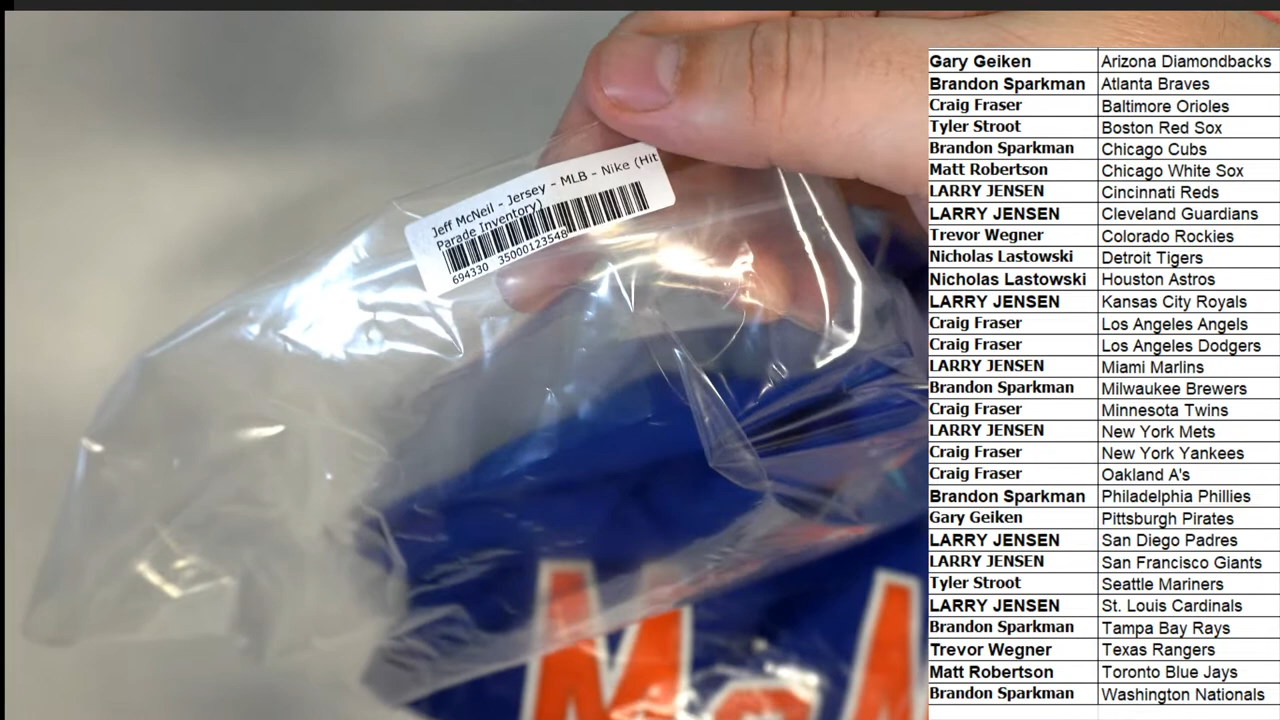 Jeff McNeil - Jersey - MLB - Nike (Hit
Parade Inventory)
694330 35000123548
McN
Gary Geiken Arizona Diamondbacks
Brandon Sparkman Atlanta Braves
Craig Fraser Baltimore Orioles
Tyler Stroot Boston Red Sox
Brandon Sparkman Chicago Cubs
Matt Robertson Chicago White Sox
LARRY JENSEN Cincinnati Reds
LARRY JENSEN Cleveland Guardians
Trevor Wegner Colorado Rockies
Nicholas Lastowski Detroit Tigers
Nicholas Lastowski Houston Astros
LARRY JENSEN Kansas City Royals
Craig Fraser Los Angeles Angels
Craig Fraser Los Angeles Dodgers
LARRY JENSEN Miami Marlins
Brandon Sparkman Milwaukee Brewers
Craig Fraser Minnesota Twins
LARRY JENSEN New York Mets
Craig Fraser New York Yankees
Craig Fraser Oakland A's
Brandon Sparkman Philadelphia Phillies
Gary Geiken Pittsburgh Pirates
LARRY JENSEN San Diego Padres
LARRY JENSEN San Francisco Giants
Tyler Stroot Seattle Mariners
LARRY JENSEN St. Louis Cardinals
Brandon Sparkman Tampa Bay Rays
Trevor Wegner Texas Rangers
Matt Robertson Toronto Blue Jays
Brandon Sparkman Washington Nationals